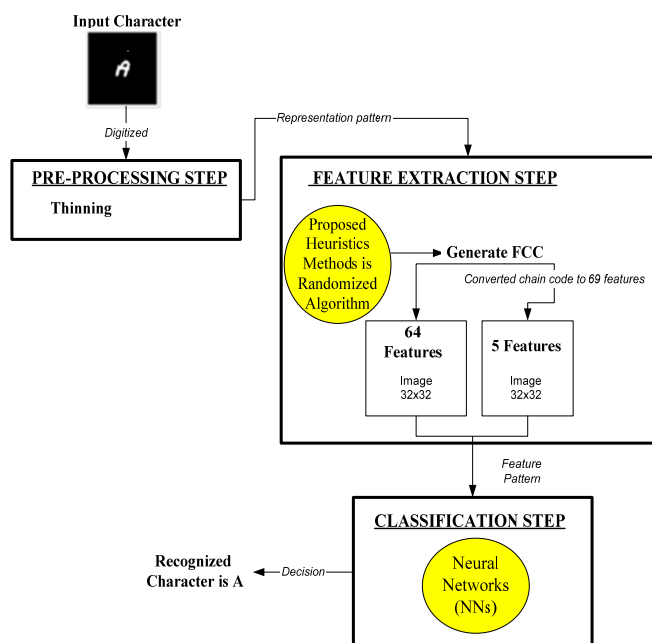 Input Character
A
Digitized
Representation pattern
PRE-PROCESSING STEP
Thinning
FEATURE EXTRACTION STEP
Proposed
Heuristics
Methods is
Randomized
Algorithm
Generate FCC
Converted chain code to 69 features
64
Features
Image
32x32
5 Features
Image
32x32
Feature
Pattern
CLASSIFICATION STEP
Neural
Networks
(NNs)
Decision
Recognized
Character is A